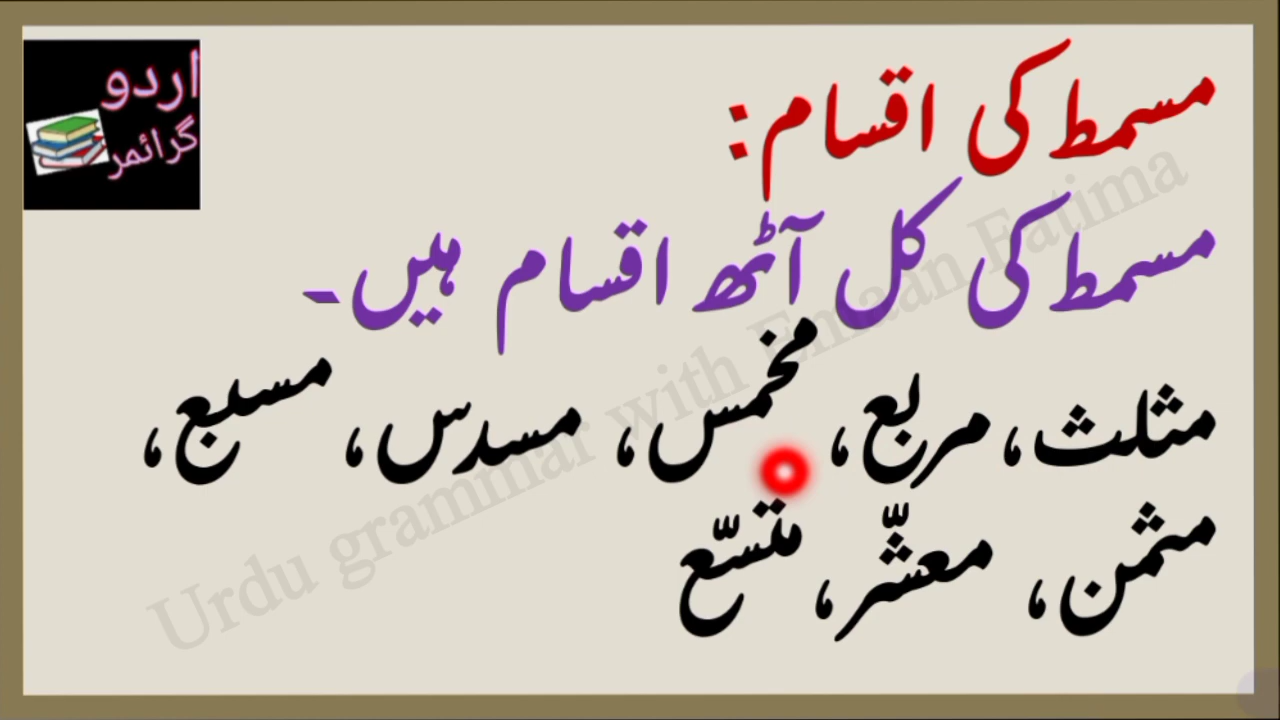 اردو
گرائمر
مسمط کی اقسام:
مسمط کی کل آٹھ اقسام ہیں۔
مثلث، مربع، مخمس، مسدس، مسبع،
مثمن، معشّر، متسّع
Urdu grammar with Emaan Fatima